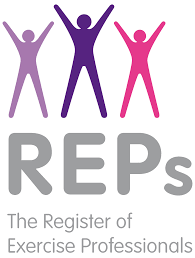 REPs
The Register of
Exercise Professionals